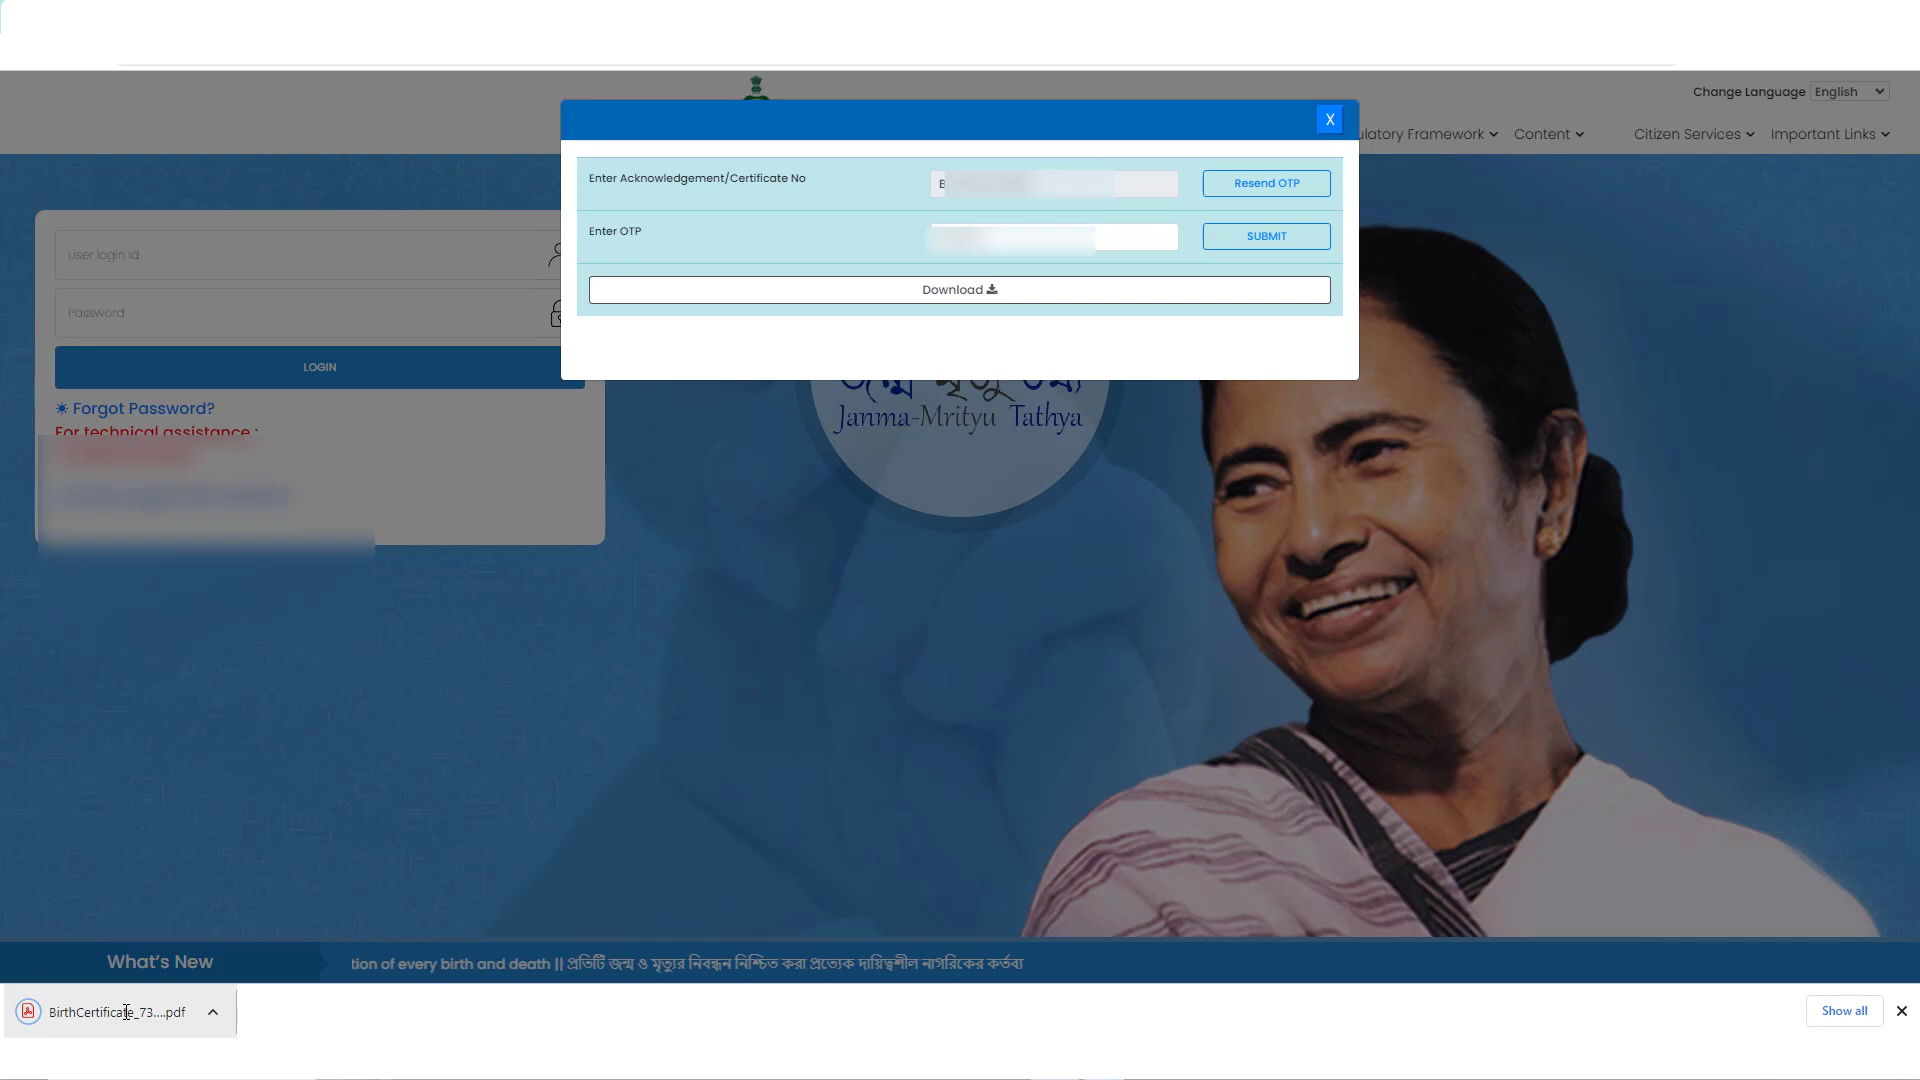 Change Language English
ulatory Framework Content Citizen Services Important Links
X
Enter Acknowledgement/Certificate No
B
Resend OTP
Enter OTP
SUBMIT
Download
User login Id
Password
LOGIN
Forgot Password?
For technical assistance :
Janma-Mrityu Tathya
What's New
tion of every birth and death || প্রতিটি জন্ম ও মৃত্যুর নিবন্ধন নিশ্চিত করা প্রত্যেক দায়িত্বশীল নাগরিকের কর্তব্য
BirthCertificate_73....pdf
Show all